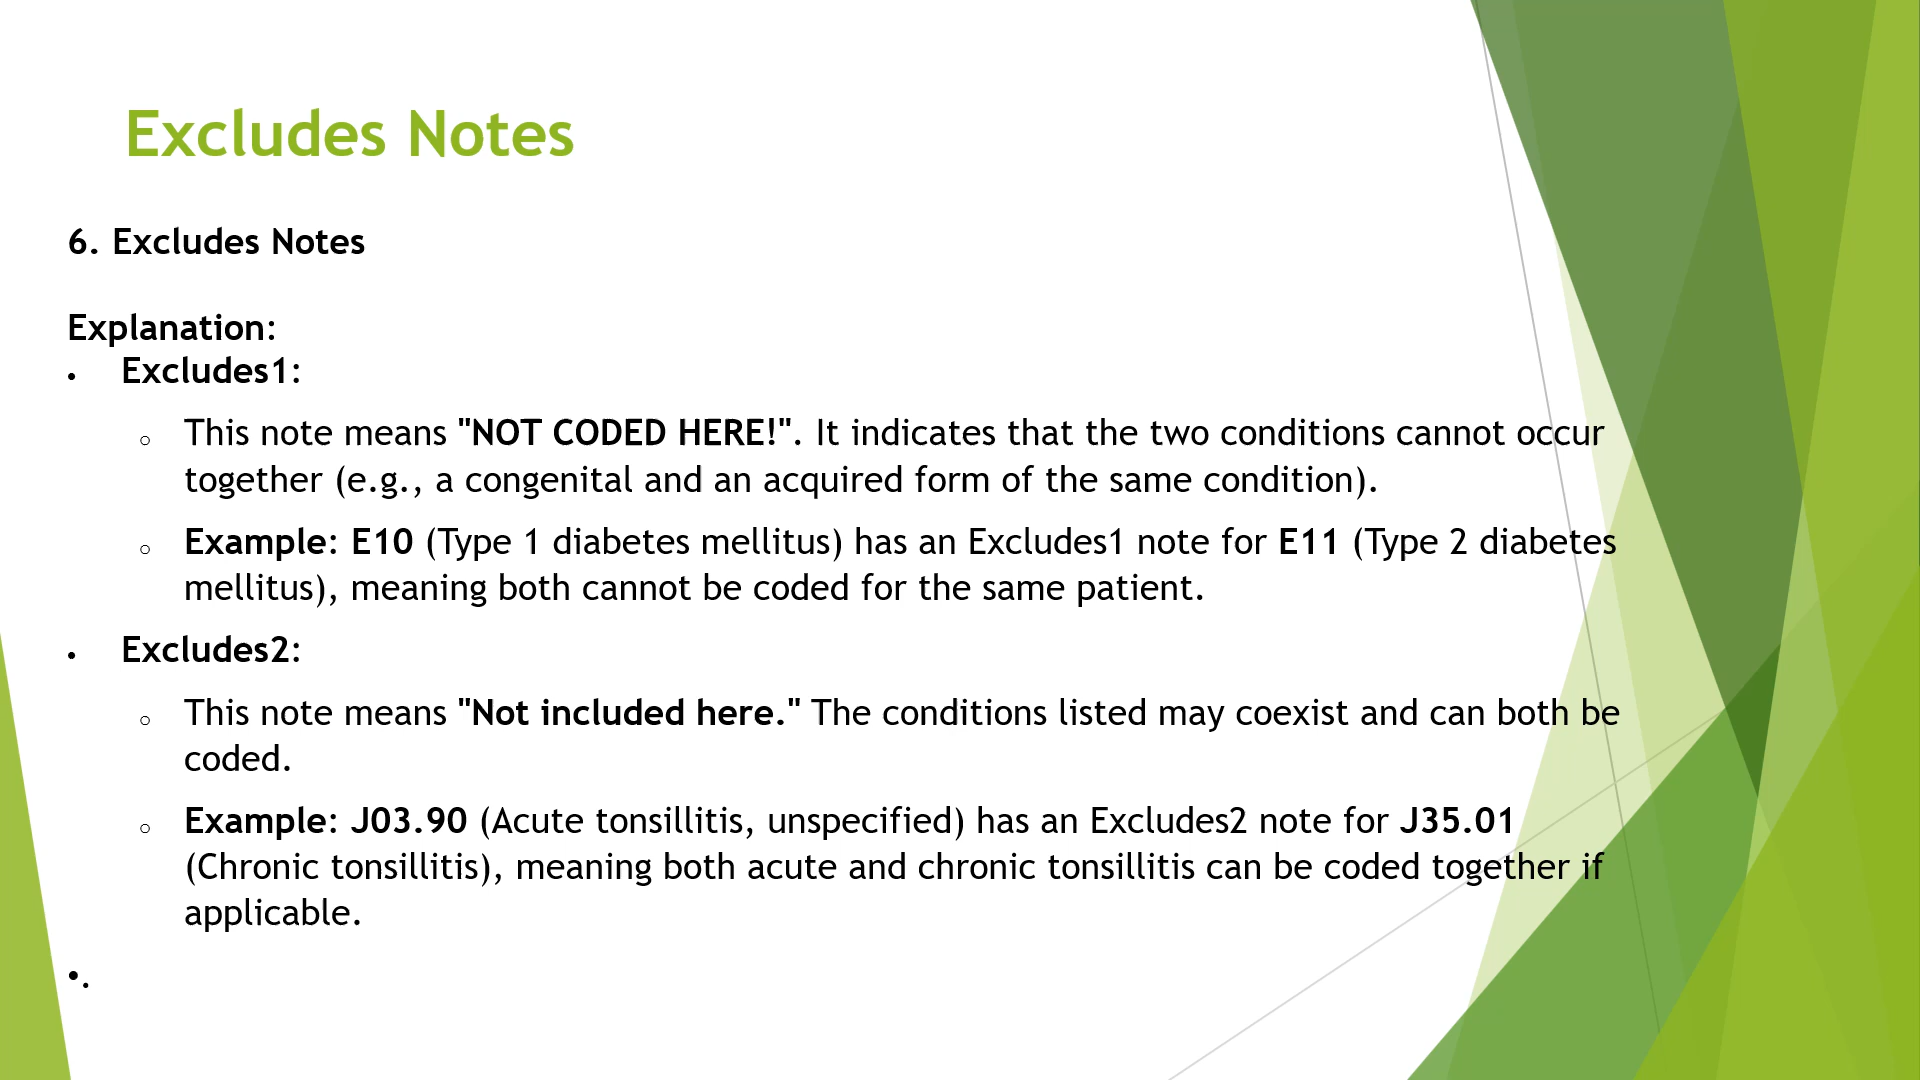 Excludes Notes
6. Excludes Notes
Explanation:
• Excludes1:
o This note means "NOT CODED HERE!". It indicates that the two conditions cannot occur
together (e.g., a congenital and an acquired form of the same condition).
o Example: E10 (Type 1 diabetes mellitus) has an Excludes1 note for E11 (Type 2 diabetes
mellitus), meaning both cannot be coded for the same patient.
• Excludes2:
o This note means "Not included here." The conditions listed may coexist and can both be
coded.
o Example: J03.90 (Acute tonsillitis, unspecified) has an Excludes2 note for J35.01
(Chronic tonsillitis), meaning both acute and chronic tonsillitis can be coded together if
applicable.
•.